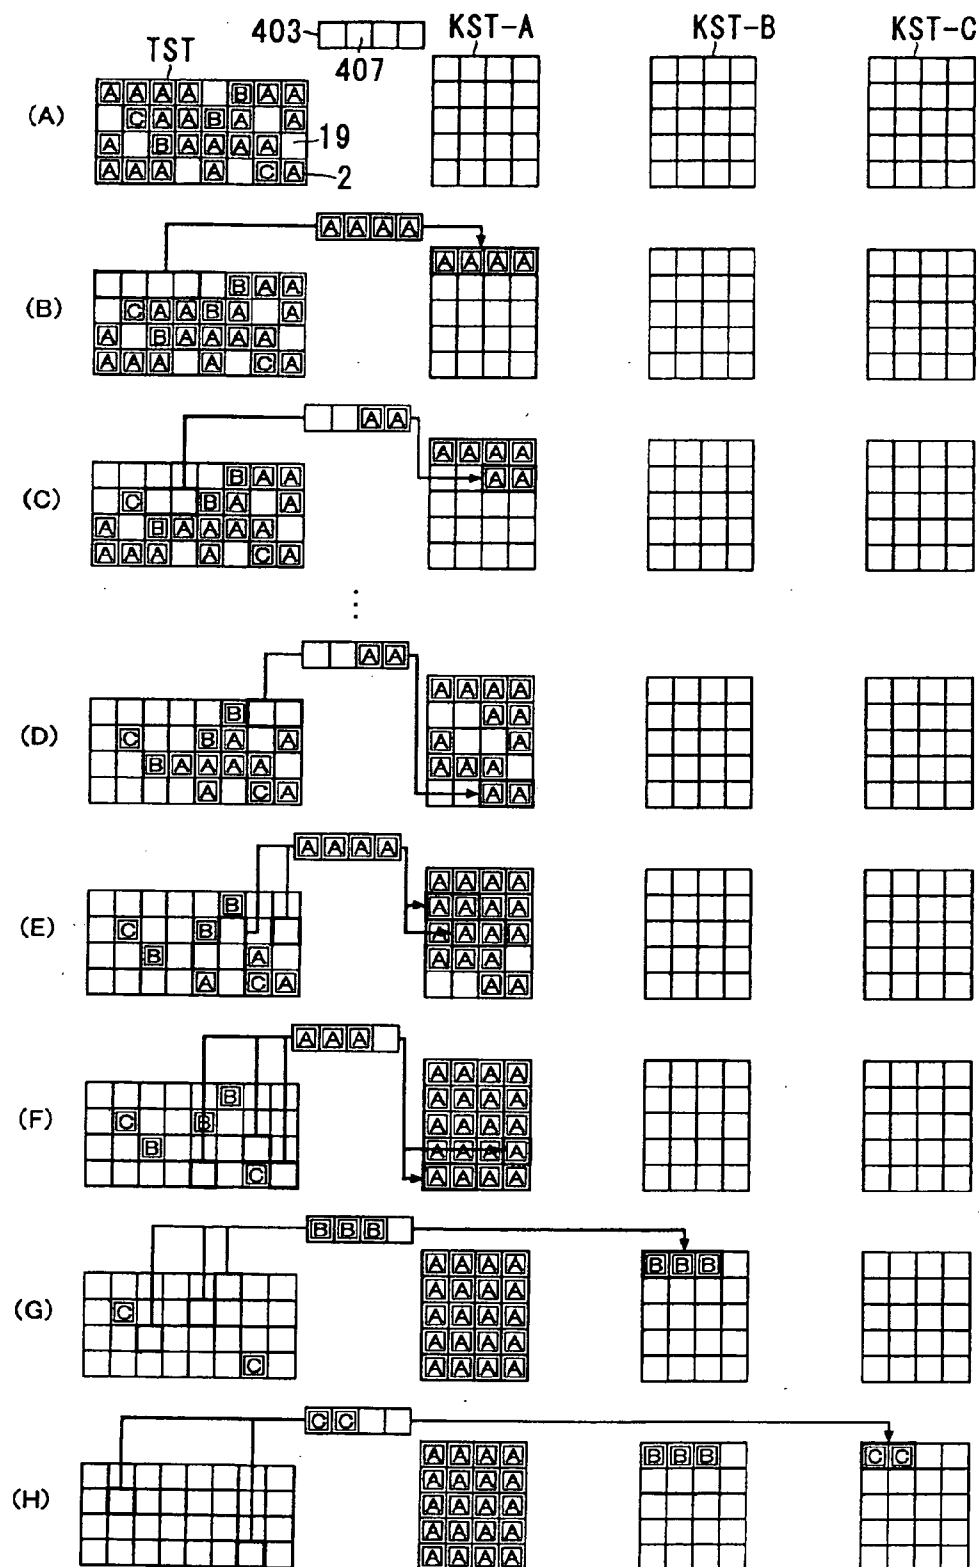 403
407
TST
KST-A
KST-B
KST-C
(A)
A A A A B A A
C A A B A A
A B A A A A
A A A A C A
19
2
(B)
A A A A
B A A
C A A B A A
A B A A A A
A A A A C A
A A A A
(C)
A A
B A A
C B A A
A B A A A A
A A A A C A
A A A A
A A
⋮
(D)
A A
B
C B A A
B A A A A
A C A
A A A A
A A
A A
A A A
A A
(E)
A A A A
B
C B
B A
A C A
A A A A
A A A A
A A A A
A A A
A A
(F)
A A A
B
C B
B
C
A A A A
A A A A
A A A A
A A A A
A A A A
(G)
B B B
C
C
A A A A
A A A A
A A A A
A A A A
A A A A
B B B
(H)
C C
A A A A
A A A A
A A A A
A A A A
A A A A
B B B
C C